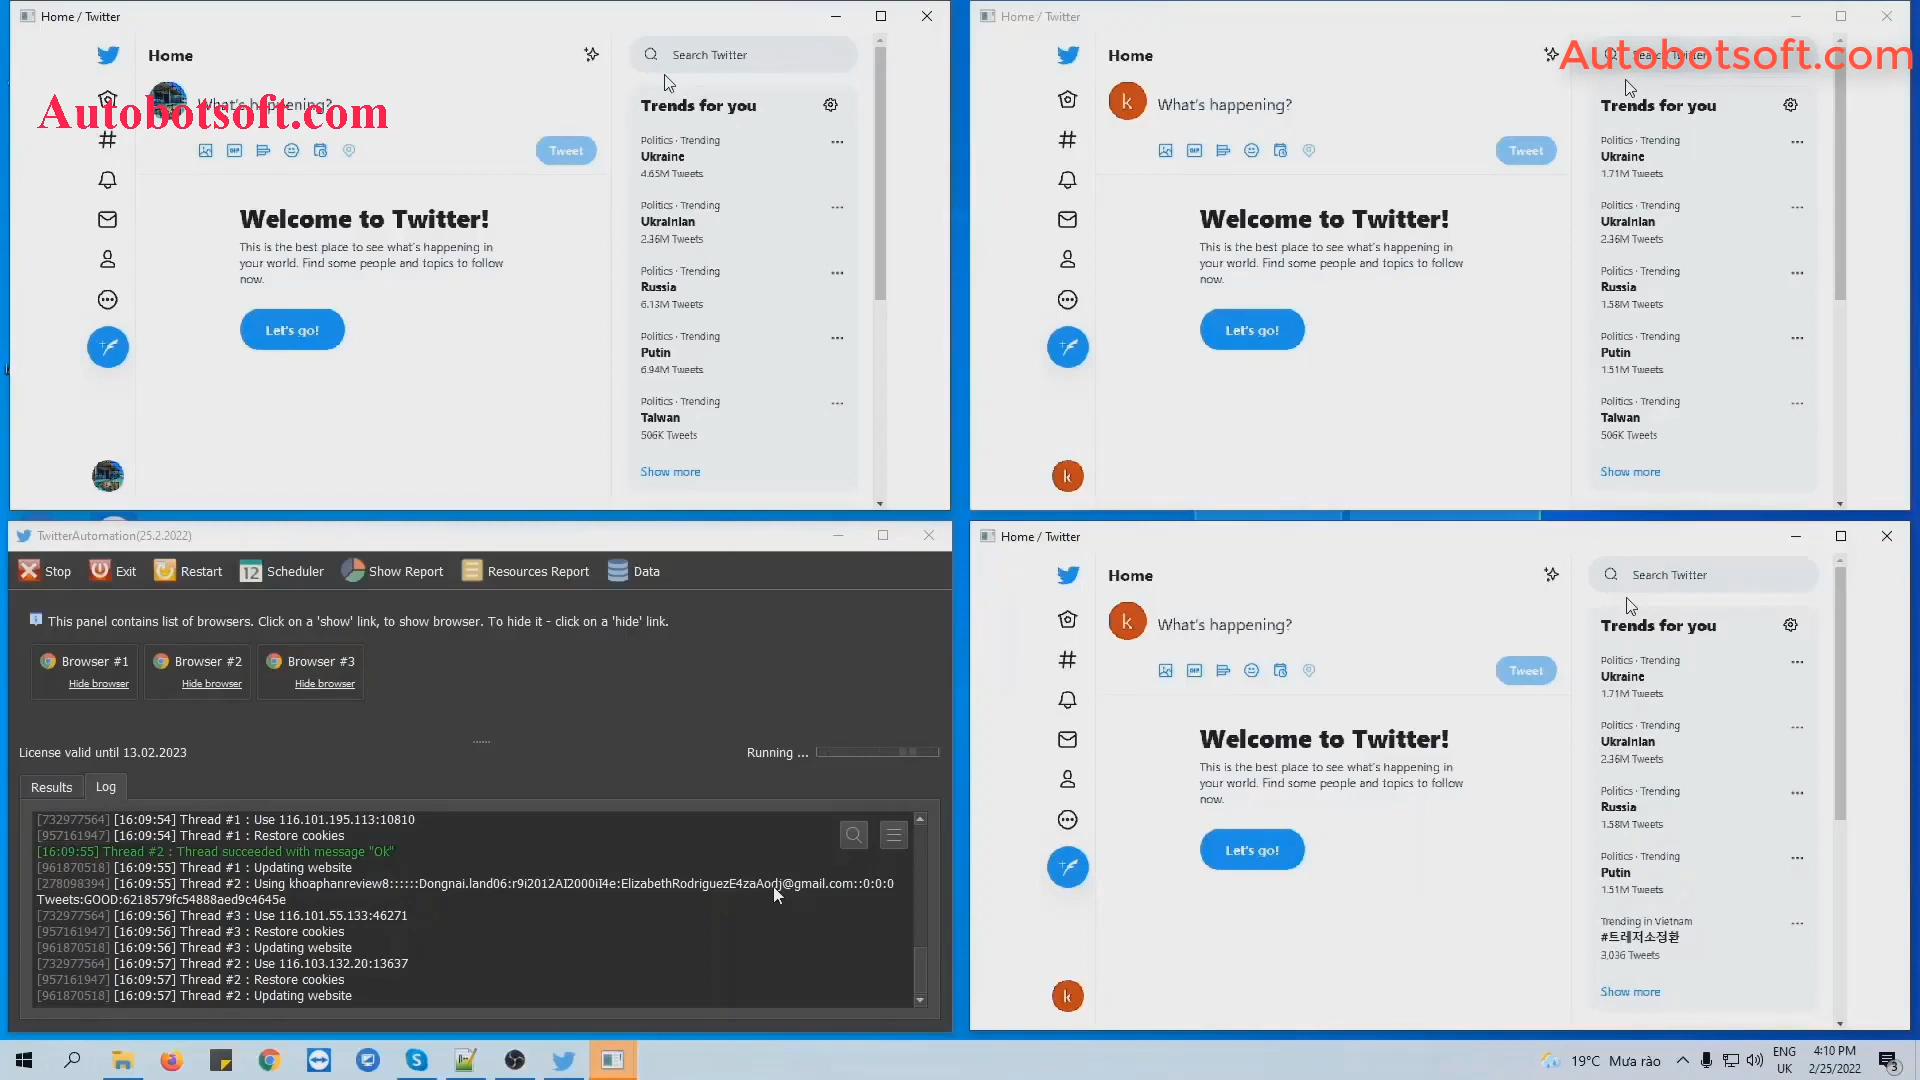 Home / Twitter
Home
Search Twitter
Autobotsoft.com
What's happening?
Tweet
Trends for you
Politics · Trending
Ukraine
4.65M Tweets
Politics · Trending
Ukrainian
2.36M Tweets
Politics · Trending
Russia
6.13M Tweets
Politics · Trending
Putin
6.94M Tweets
Politics · Trending
Taiwan
506K Tweets
Show more
Welcome to Twitter!
This is the best place to see what's happening in
your world. Find some people and topics to follow
now.
Let's go!
Home / Twitter
Home
Search Twitter
Autobotsoft.com
k
What's happening?
Tweet
Trends for you
Politics · Trending
Ukraine
1.71M Tweets
Politics · Trending
Ukrainian
2.36M Tweets
Politics · Trending
Russia
1.58M Tweets
Politics · Trending
Putin
1.51M Tweets
Politics · Trending
Taiwan
506K Tweets
Show more
Welcome to Twitter!
This is the best place to see what's happening in
your world. Find some people and topics to follow
now.
Let's go!
k
TwitterAutomation(25.2.2022)
Stop Exit Restart 12 Scheduler Show Report Resources Report Data
This panel contains list of browsers. Click on a 'show' link, to show browser. To hide it - click on a 'hide' link.
Browser #1 Browser #2 Browser #3
Hide browser Hide browser Hide browser
License valid until 13.02.2023
Running ...
Results Log
[732977564] [16:09:54] Thread #1 : Use 116.101.195.113:10810
[957161947] [16:09:54] Thread #1 : Restore cookies
[16:09:55] Thread #2 : Thread succeeded with message "Ok"
[961870518] [16:09:55] Thread #1 : Updating website
[278098394] [16:09:55] Thread #2 : Using khoaphanreview8::::::Dongnai.land06:r9i2012AI2000iI4e:ElizabethRodriguezE4zaAodj@gmail.com::0:0:0
Tweets:GOOD:6218579fc54888aed9c4645e
[732977564] [16:09:56] Thread #3 : Use 116.101.55.133:46271
[957161947] [16:09:56] Thread #3 : Restore cookies
[961870518] [16:09:56] Thread #3 : Updating website
[732977564] [16:09:57] Thread #2 : Use 116.103.132.20:13637
[957161947] [16:09:57] Thread #2 : Restore cookies
[961870518] [16:09:57] Thread #2 : Updating website
Home / Twitter
Home
Search Twitter
k
What's happening?
Tweet
Trends for you
Politics · Trending
Ukraine
1.71M Tweets
Politics · Trending
Ukrainian
2.36M Tweets
Politics · Trending
Russia
1.58M Tweets
Politics · Trending
Putin
1.51M Tweets
Trending in Vietnam
#트레저소정환
3,036 Tweets
Show more
Welcome to Twitter!
This is the best place to see what's happening in
your world. Find some people and topics to follow
now.
Let's go!
k
19°C Mưa rào
ENG
UK
4:10 PM
2/25/2022
3